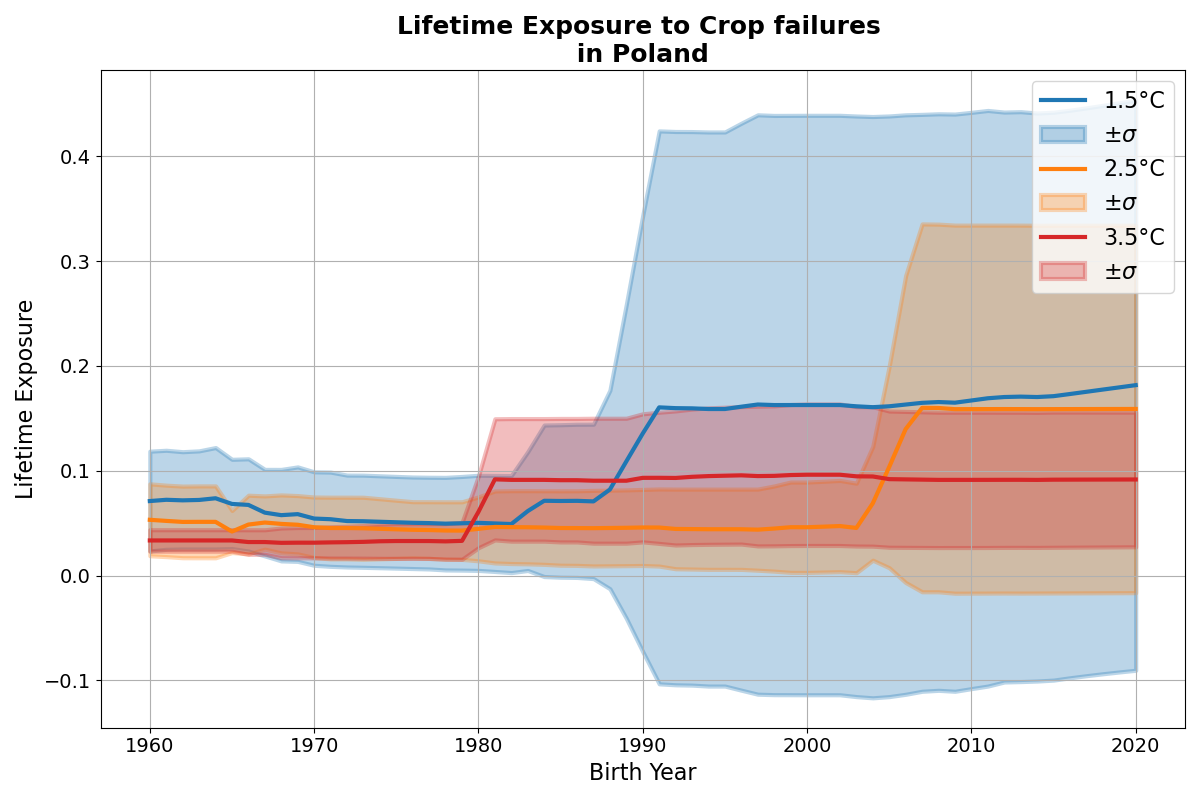 Lifetime Exposure to Crop failures
in Poland
Lifetime Exposure
0.4
0.3
0.2
0.1
0.0
−0.1
1960
1970
1980
1990
2000
2010
2020
Birth Year
1.5°C
±σ
2.5°C
±σ
3.5°C
±σ